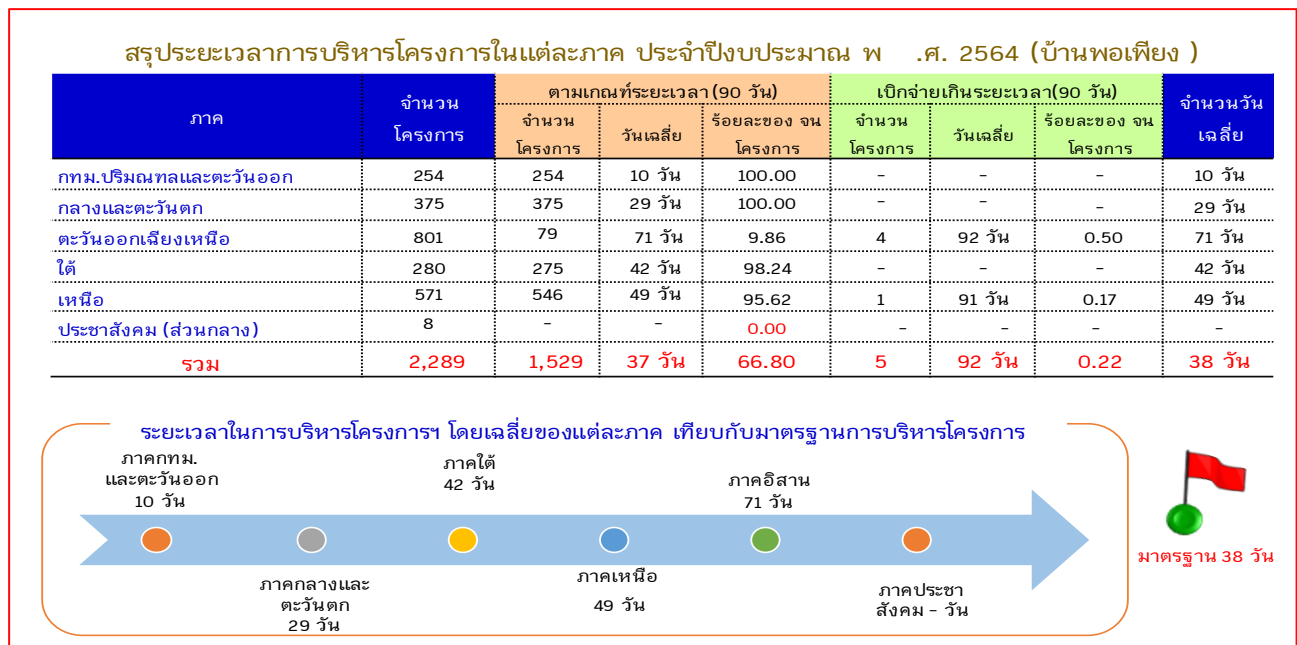 สรุประยะเวลาการบริหารโครงการในแต่ละภาค ประจำปีงบประมาณ พ .ศ. 2564 (บ้านพอเพียง )
ภาค จำนวน โครงการ ตามเกณฑ์ระยะเวลา (90 วัน) เบิกจ่ายเกินระยะเวลา(90 วัน) จำนวนวัน เฉลี่ย
จำนวน โครงการ วันเฉลี่ย ร้อยละของ จน โครงการ จำนวน โครงการ วันเฉลี่ย ร้อยละของ จน โครงการ
กทม.ปริมณฑลและตะวันออก 254 254 10 วัน 100.00 - - - 10 วัน
กลางและตะวันตก 375 375 29 วัน 100.00 - - - 29 วัน
ตะวันออกเฉียงเหนือ 801 79 71 วัน 9.86 4 92 วัน 0.50 71 วัน
ใต้ 280 275 42 วัน 98.24 - - - 42 วัน
เหนือ 571 546 49 วัน 95.62 1 91 วัน 0.17 49 วัน
ประชาสังคม (ส่วนกลาง) 8 - - 0.00 - - - -
รวม 2,289 1,529 37 วัน 66.80 5 92 วัน 0.22 38 วัน
ระยะเวลาในการบริหารโครงการฯ โดยเฉลี่ยของแต่ละภาค เทียบกับมาตรฐานการบริหารโครงการ
ภาคกทม.
และตะวันออก
10 วัน
ภาคใต้
42 วัน
ภาคอิสาน
71 วัน
ภาคกลางและ
ตะวันตก
29 วัน
ภาคเหนือ
49 วัน
ภาคประชา
สังคม - วัน
มาตรฐาน 38 วัน